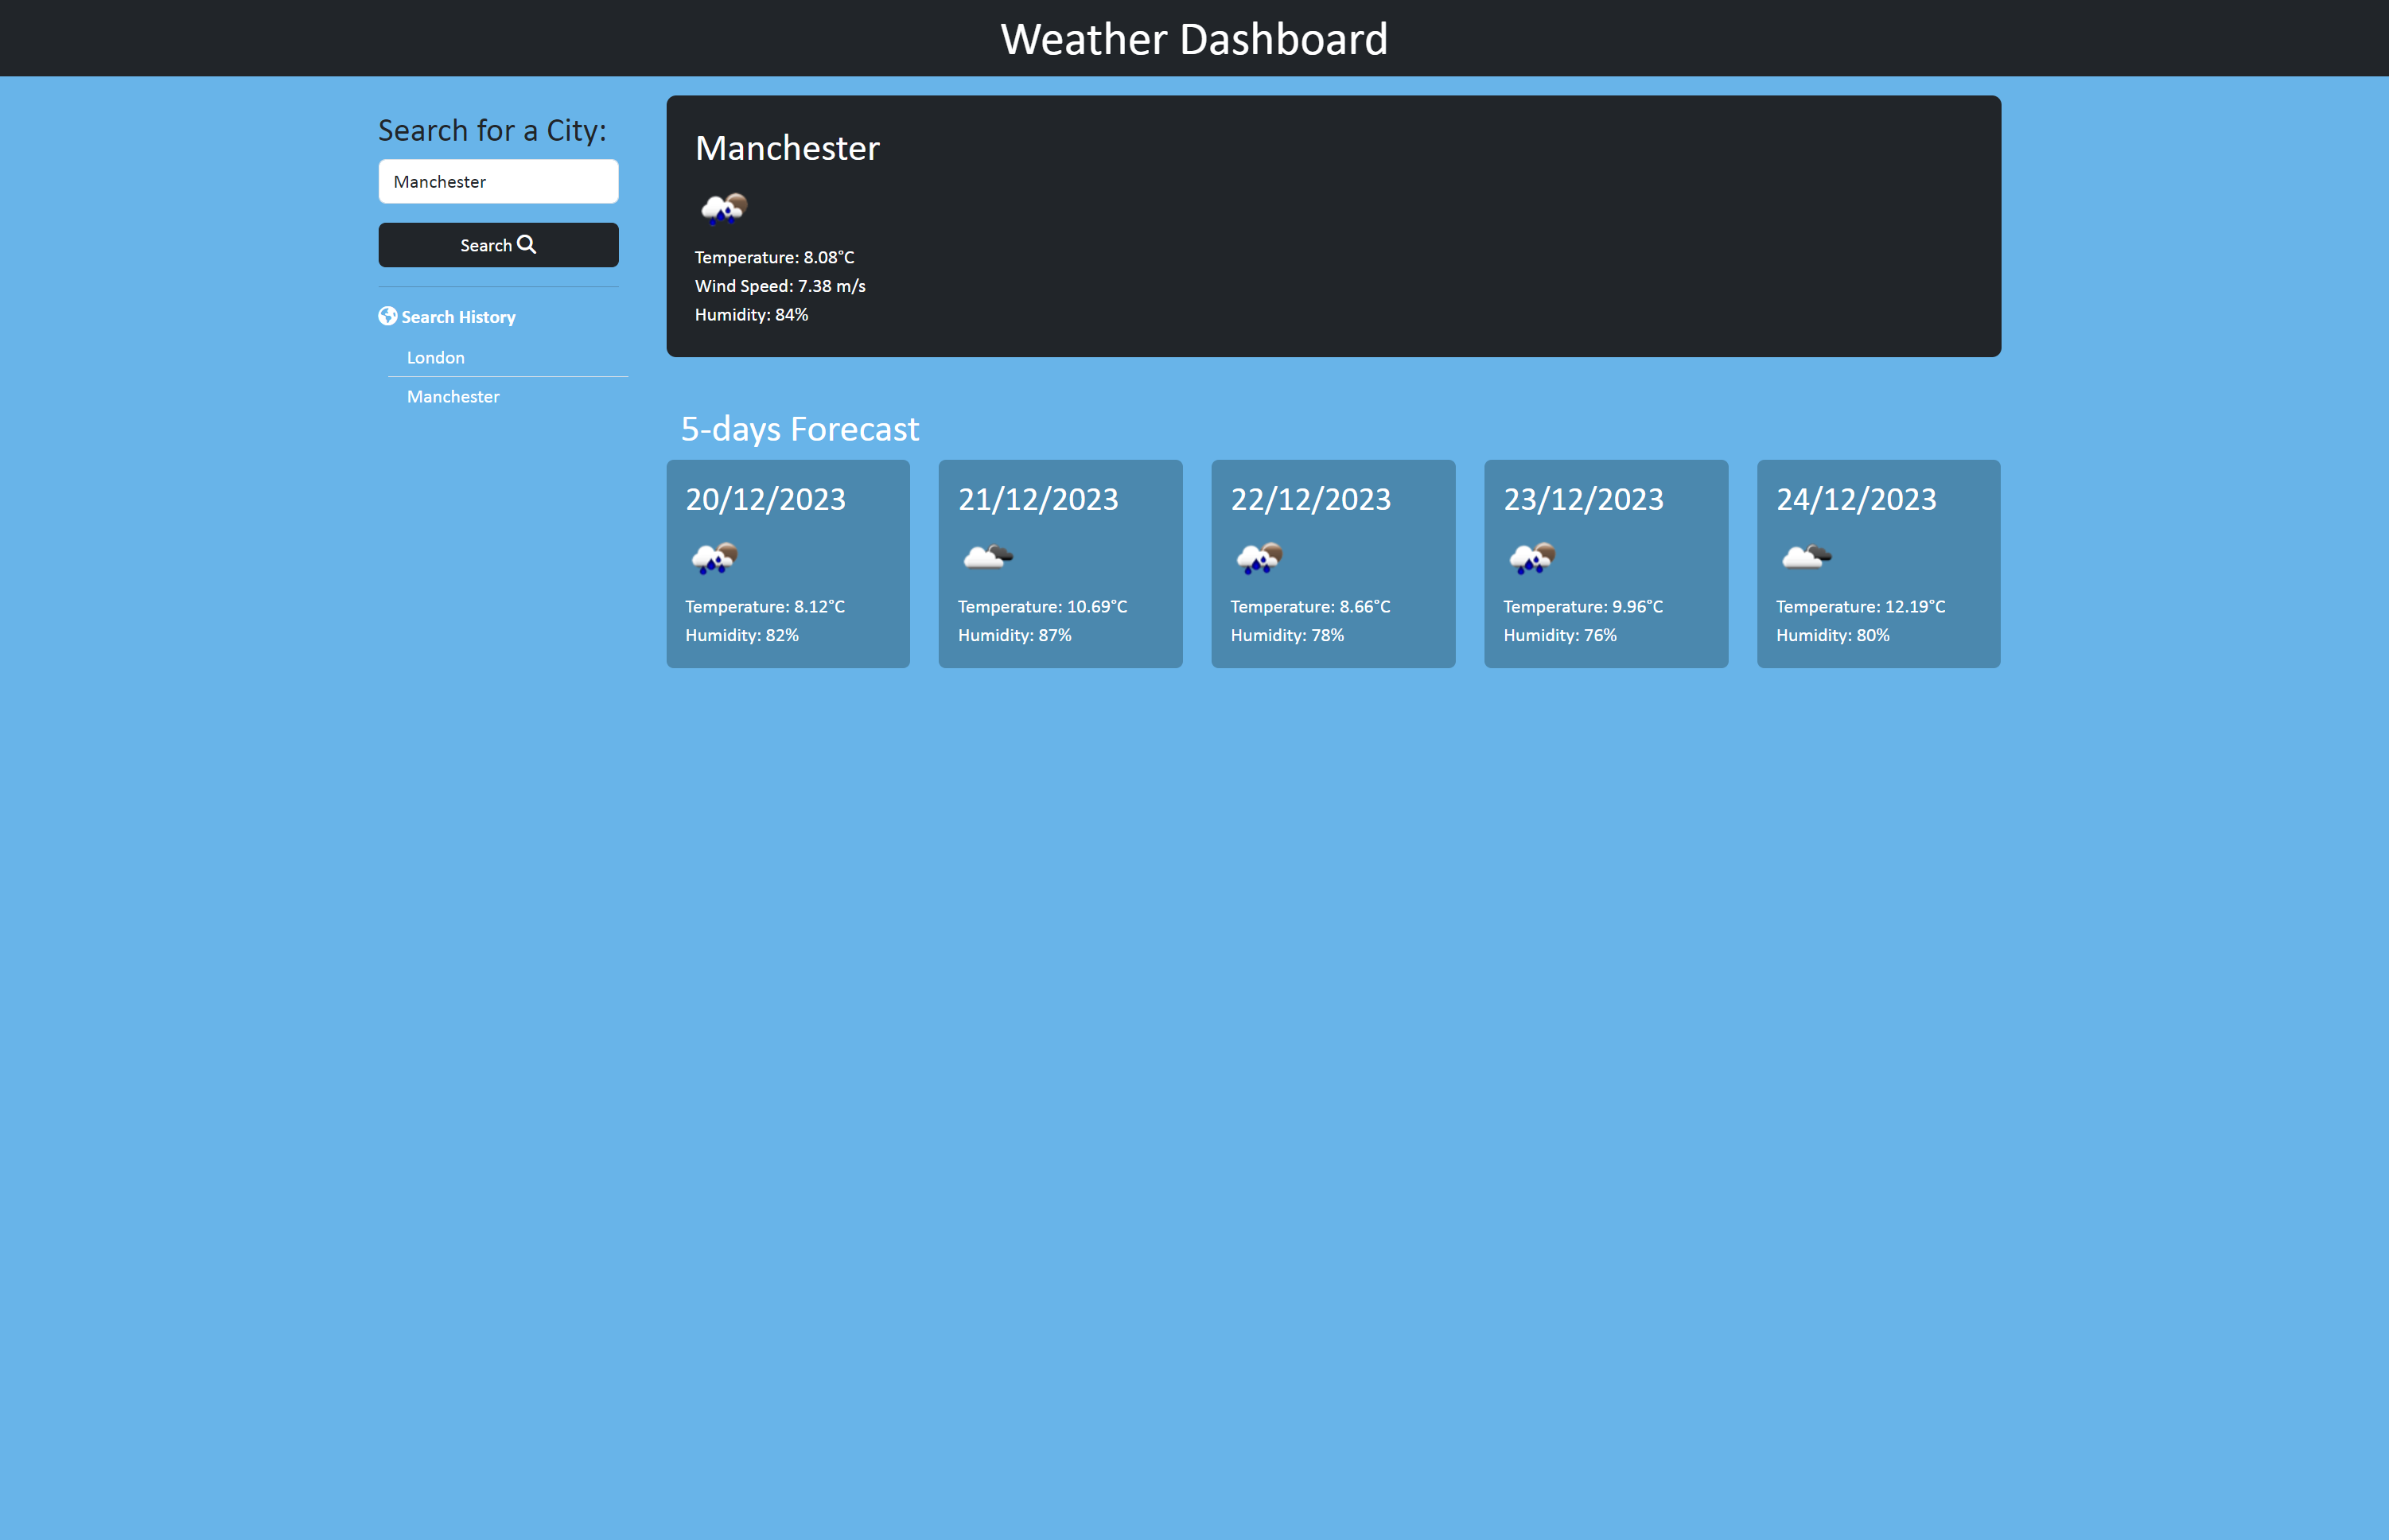 Weather Dashboard
Search for a City:
Manchester
Search
Search History
London
Manchester
Manchester
Temperature: 8.08°C
Wind Speed: 7.38 m/s
Humidity: 84%
5-days Forecast
20/12/2023
Temperature: 8.12°C
Humidity: 82%
21/12/2023
Temperature: 10.69°C
Humidity: 87%
22/12/2023
Temperature: 8.66°C
Humidity: 78%
23/12/2023
Temperature: 9.96°C
Humidity: 76%
24/12/2023
Temperature: 12.19°C
Humidity: 80%